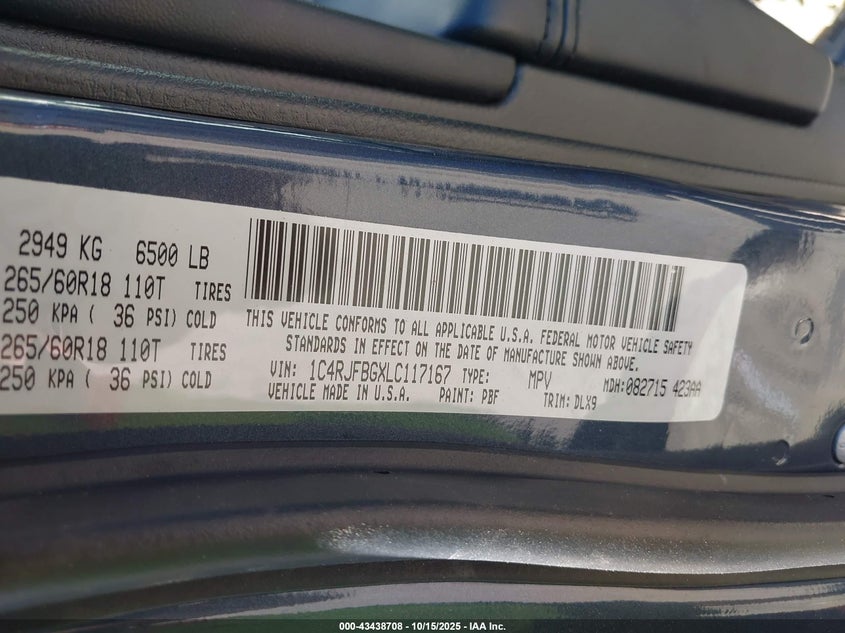 2949 KG 6500 LB
265/60R18 110T TIRES
250 KPA ( 36 PSI) COLD
265/60R18 110T TIRES
250 KPA ( 36 PSI) COLD
THIS VEHICLE CONFORMS TO ALL APPLICABLE U.S.A. FEDERAL MOTOR VEHICLE SAFETY
STANDARDS IN EFFECT ON THE DATE OF MANUFACTURE SHOWN ABOVE.
VIN: 1C4RJFBGXLC117167 TYPE: MPV MDH: 082715 423AA
VEHICLE MADE IN U.S.A. PAINT: PBF TRIM: DLX9
000-43438708 - 10/15/2025 - IAA Inc.